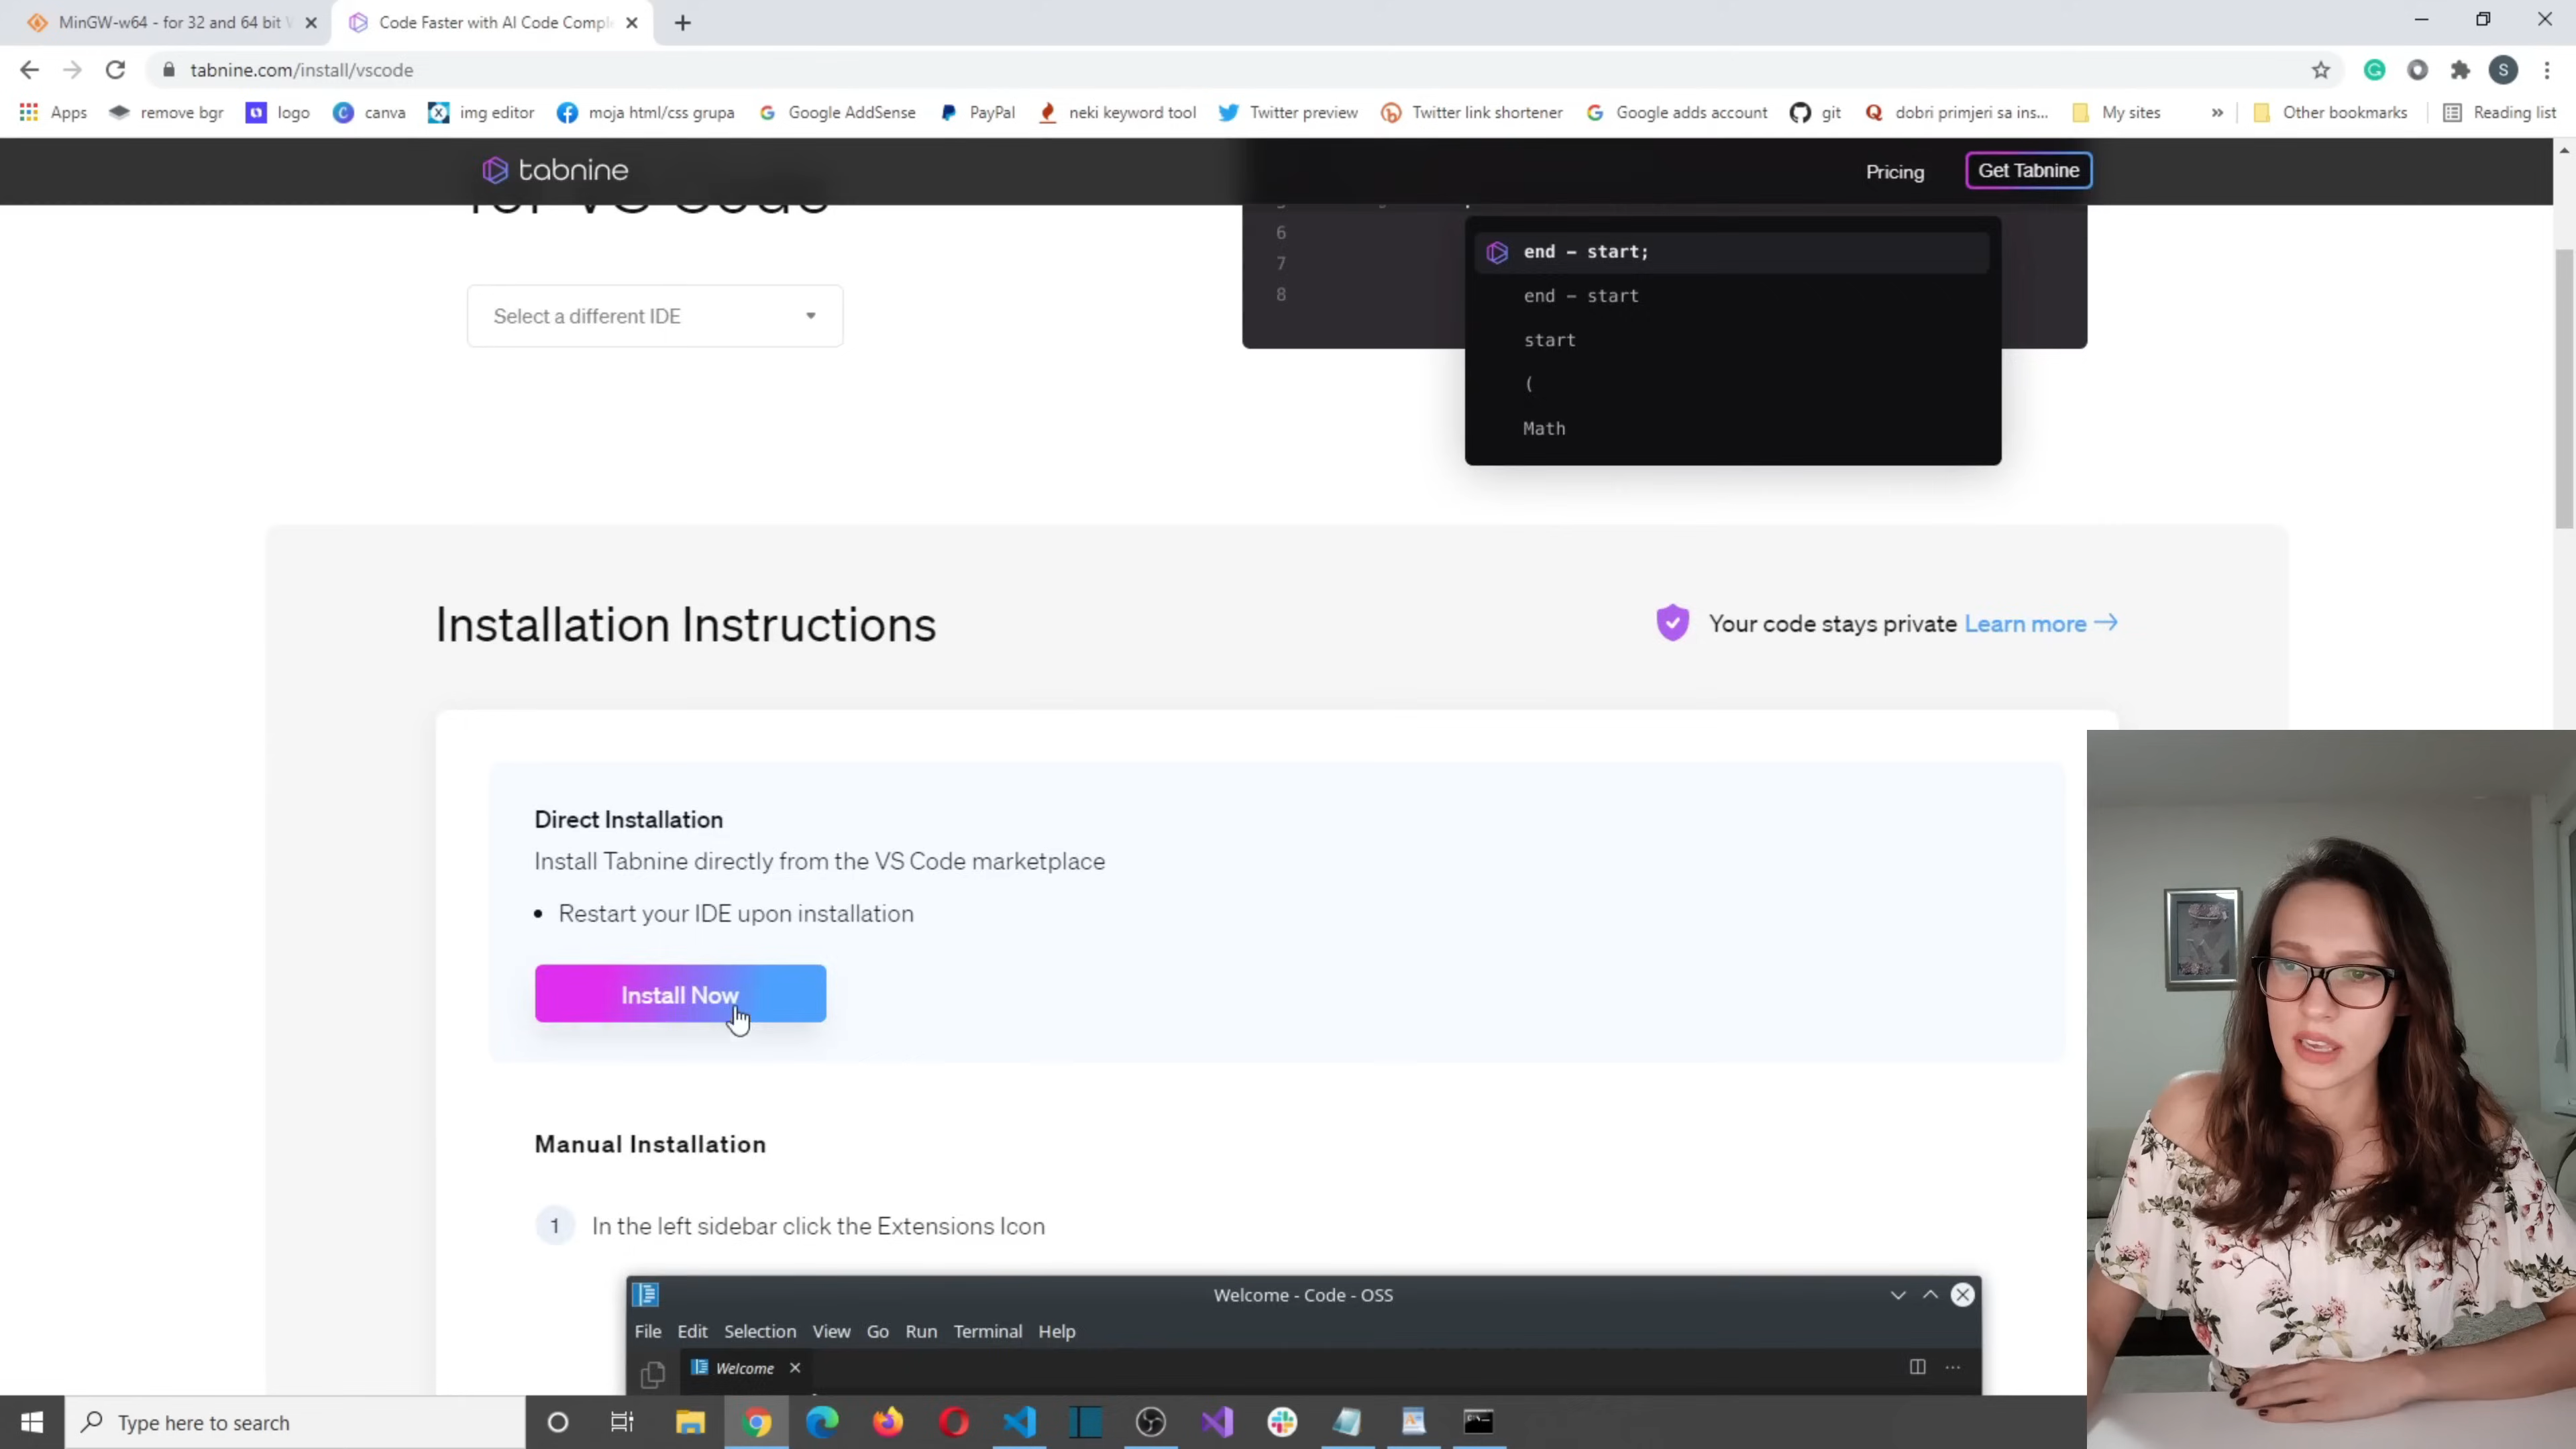 MinGW-w64 - for 32 and 64 bit
Code Faster with AI Code Compl
tabnine.com/install/vscode
Apps
remove bgr
logo
canva
img editor
moja html/css grupa
Google AddSense
PayPal
neki keyword tool
Twitter preview
Twitter link shortener
Google adds account
git
dobri primjeri sa ins...
My sites
»
Other bookmarks
Reading list
S
tabnine
Pricing
Get Tabnine
for VS Code
Select a different IDE
6
7
8
end - start;
end - start
start
(
Math
Installation Instructions
Your code stays private Learn more →
Direct Installation
Install Tabnine directly from the VS Code marketplace
• Restart your IDE upon installation
Install Now
Manual Installation
1 In the left sidebar click the Extensions Icon
Welcome - Code - OSS
File Edit Selection View Go Run Terminal Help
Welcome
Type here to search